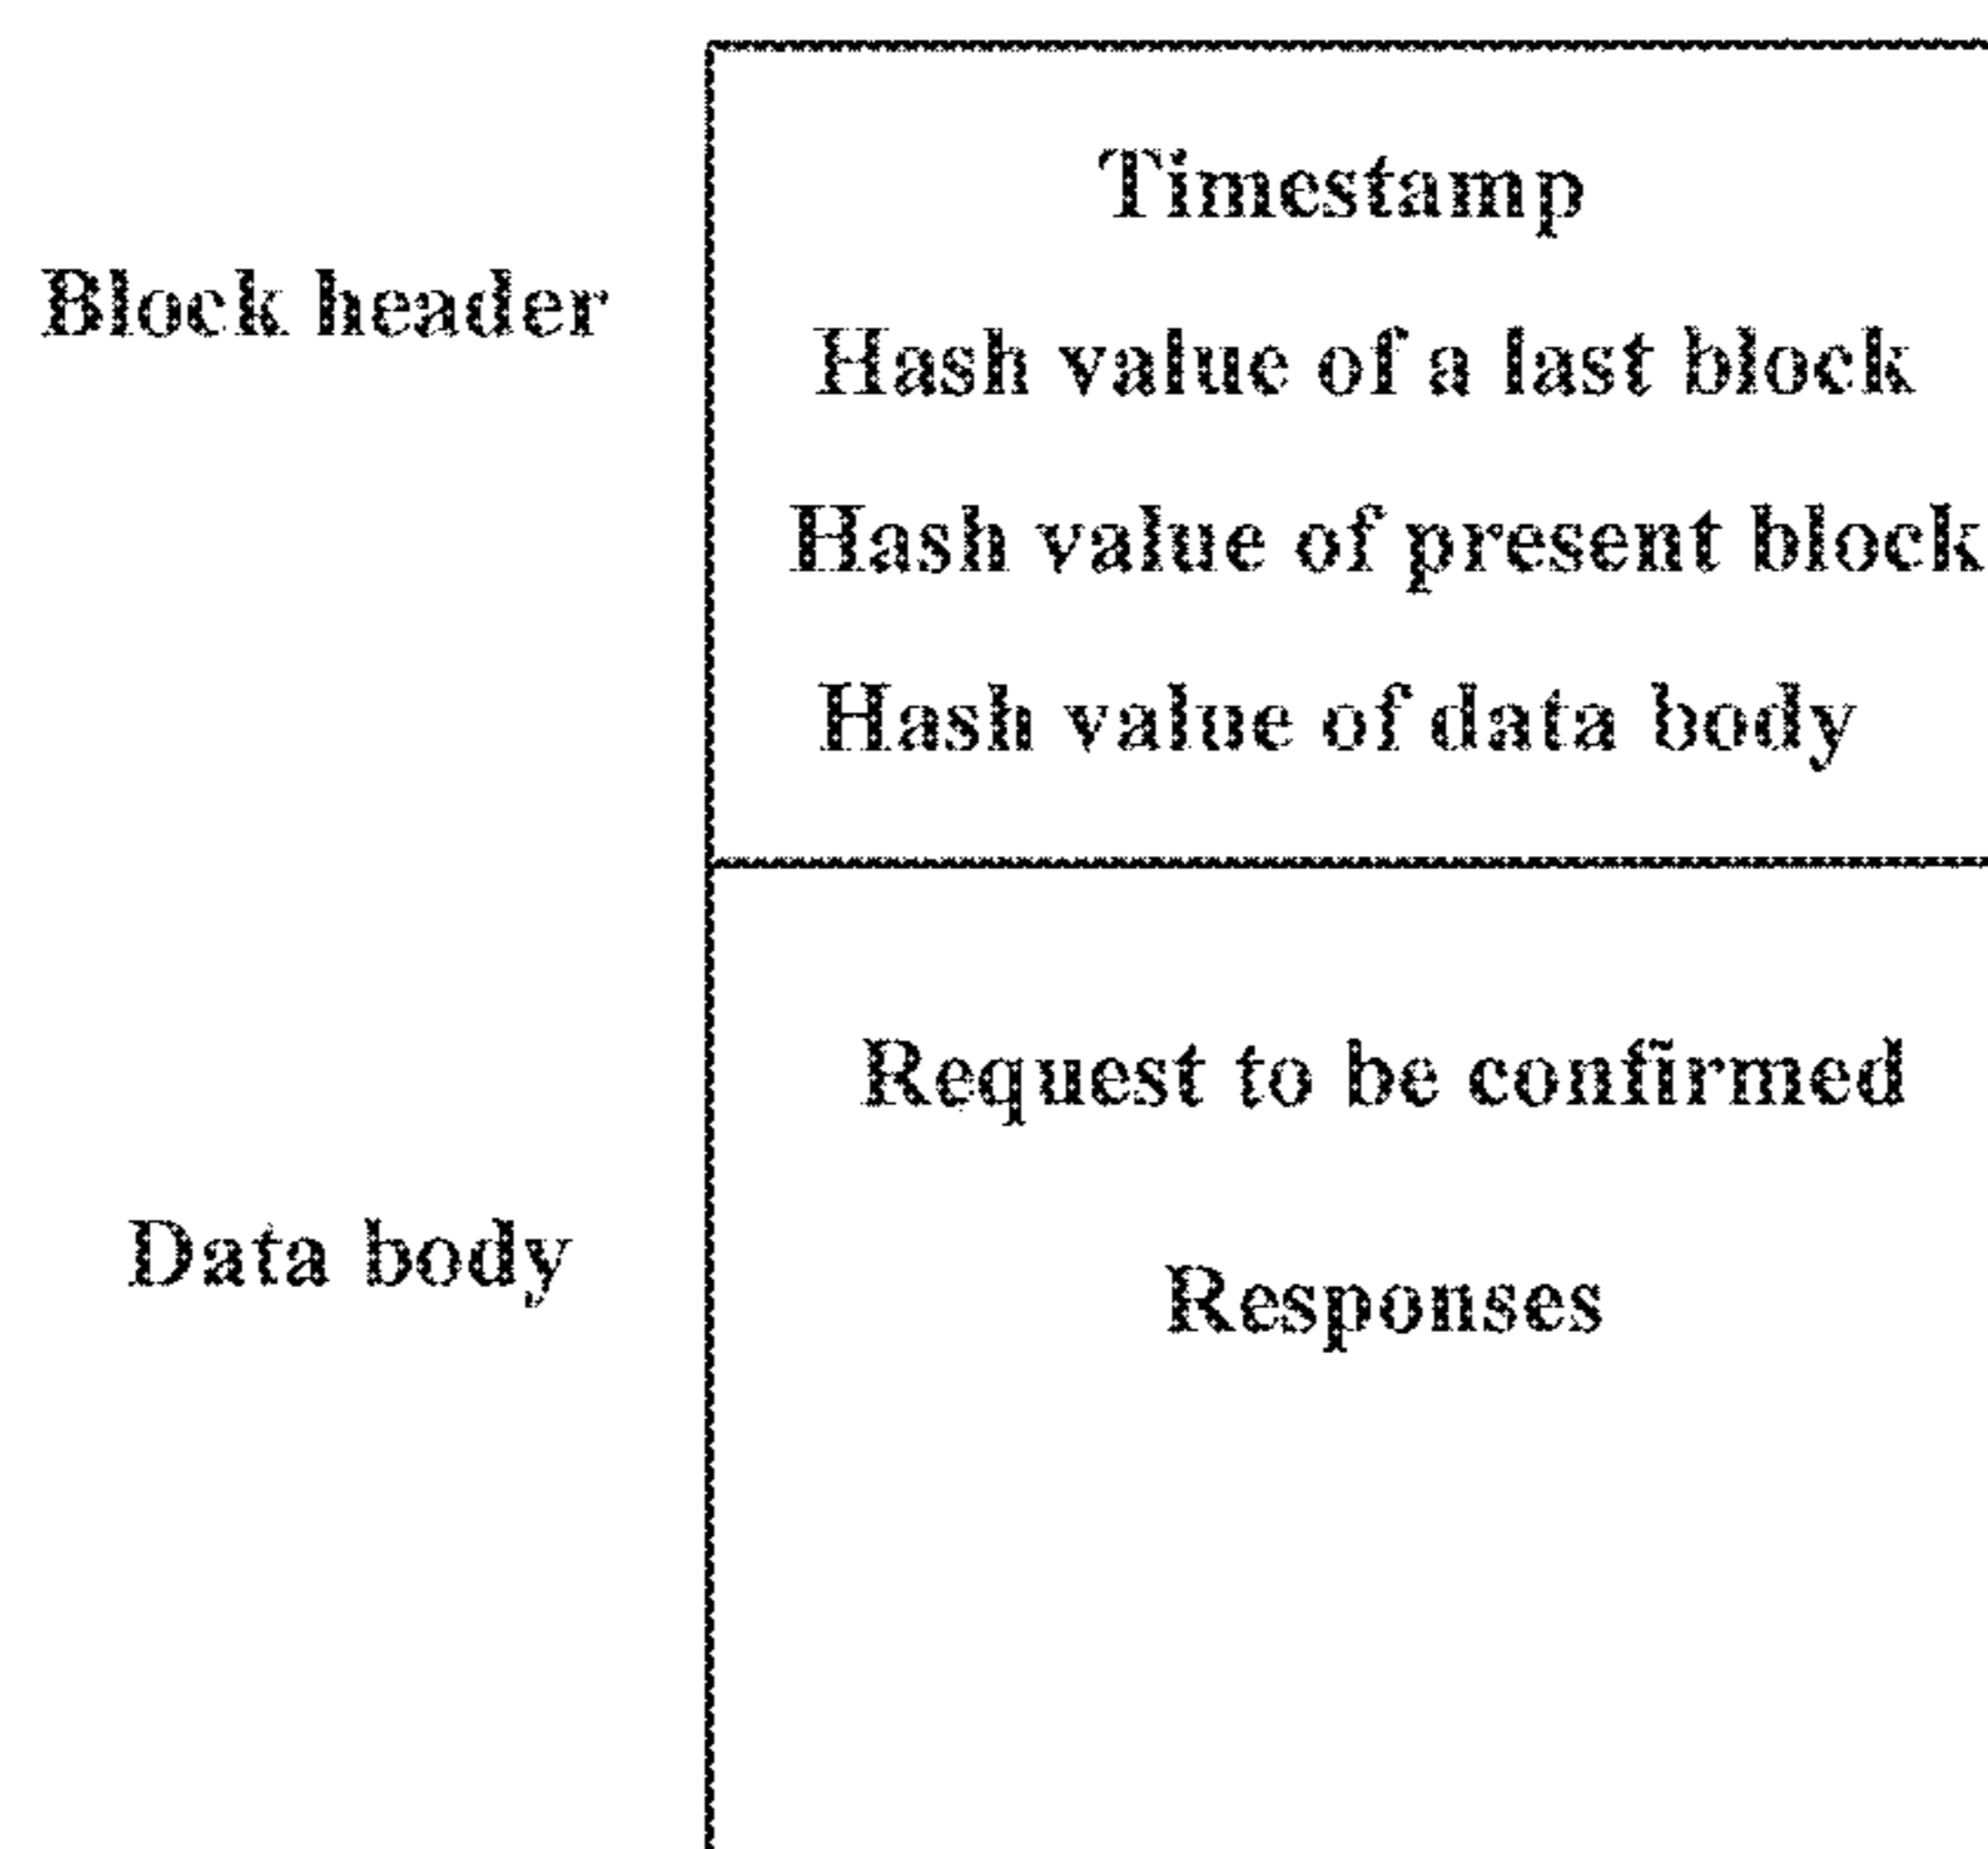 Block header
Timestamp
Hash value of a last block
Hash value of present block
Hash value of data body
Data body
Request to be confirmed
Responses